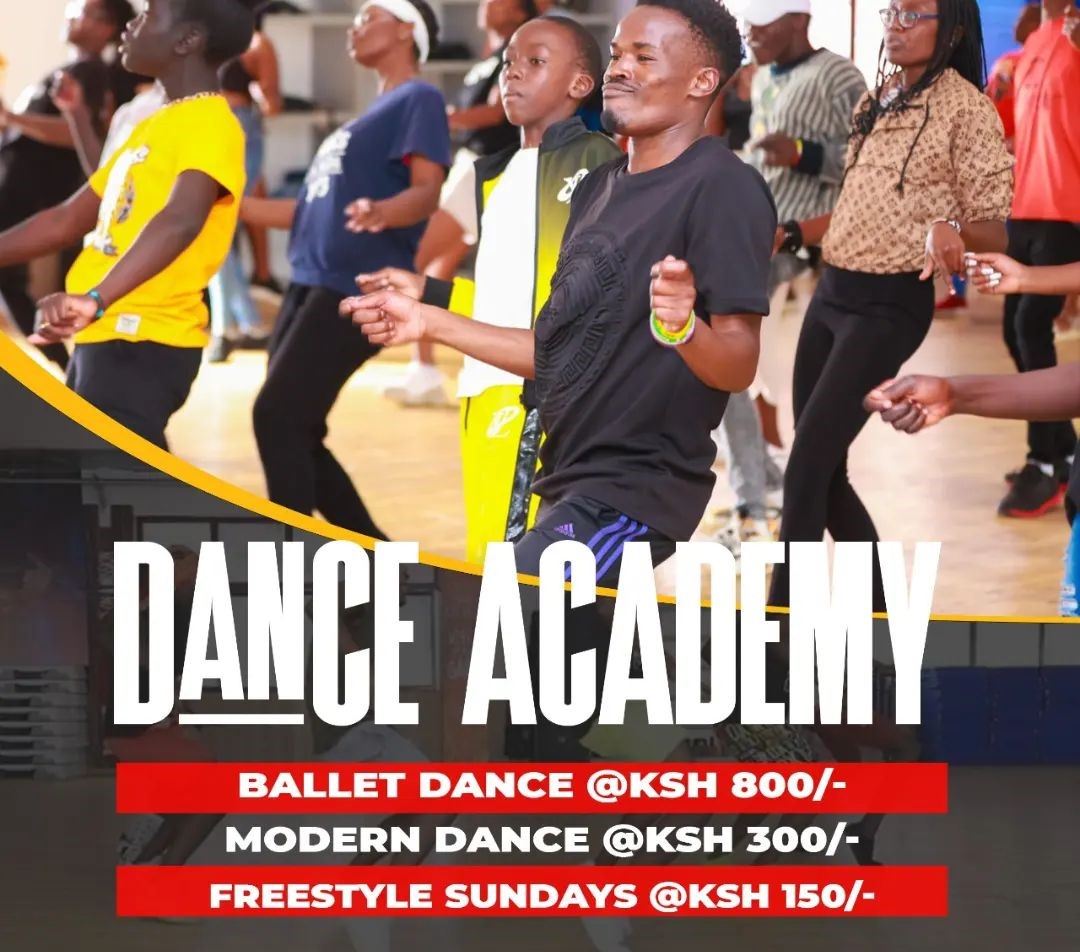 DANCE ACADEMY
BALLET DANCE @KSH 800/-
MODERN DANCE @KSH 300/-
FREESTYLE SUNDAYS @KSH 150/-